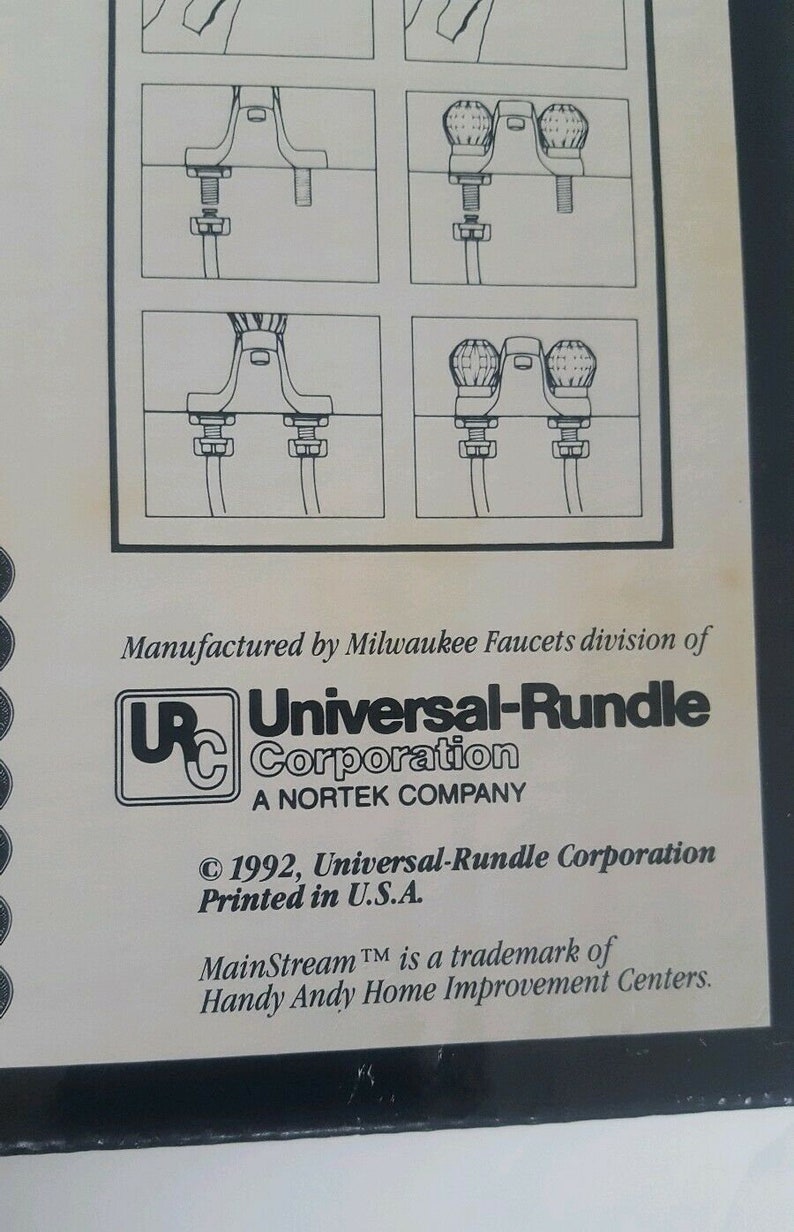 Manufactured by Milwaukee Faucets division of
URC
Universal-Rundle
Corporation
A NORTEK COMPANY
© 1992, Universal-Rundle Corporation
Printed in U.S.A.
MainStream™ is a trademark of
Handy Andy Home Improvement Centers.